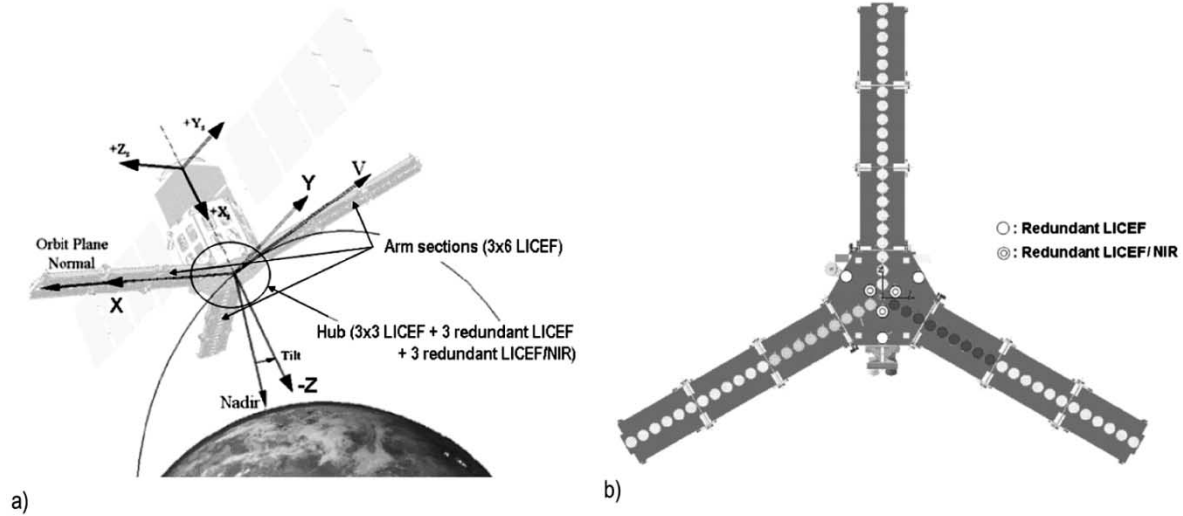 +Yₛ
+Zₛ
+Xₛ
Y
V
Arm sections (3x6 LICEF)
Orbit Plane
Normal
X
Hub (3x3 LICEF + 3 redundant LICEF
+ 3 redundant LICEF/NIR)
Tilt
-Z
Nadir
a)
: Redundant LICEF
: Redundant LICEF/NIR
b)